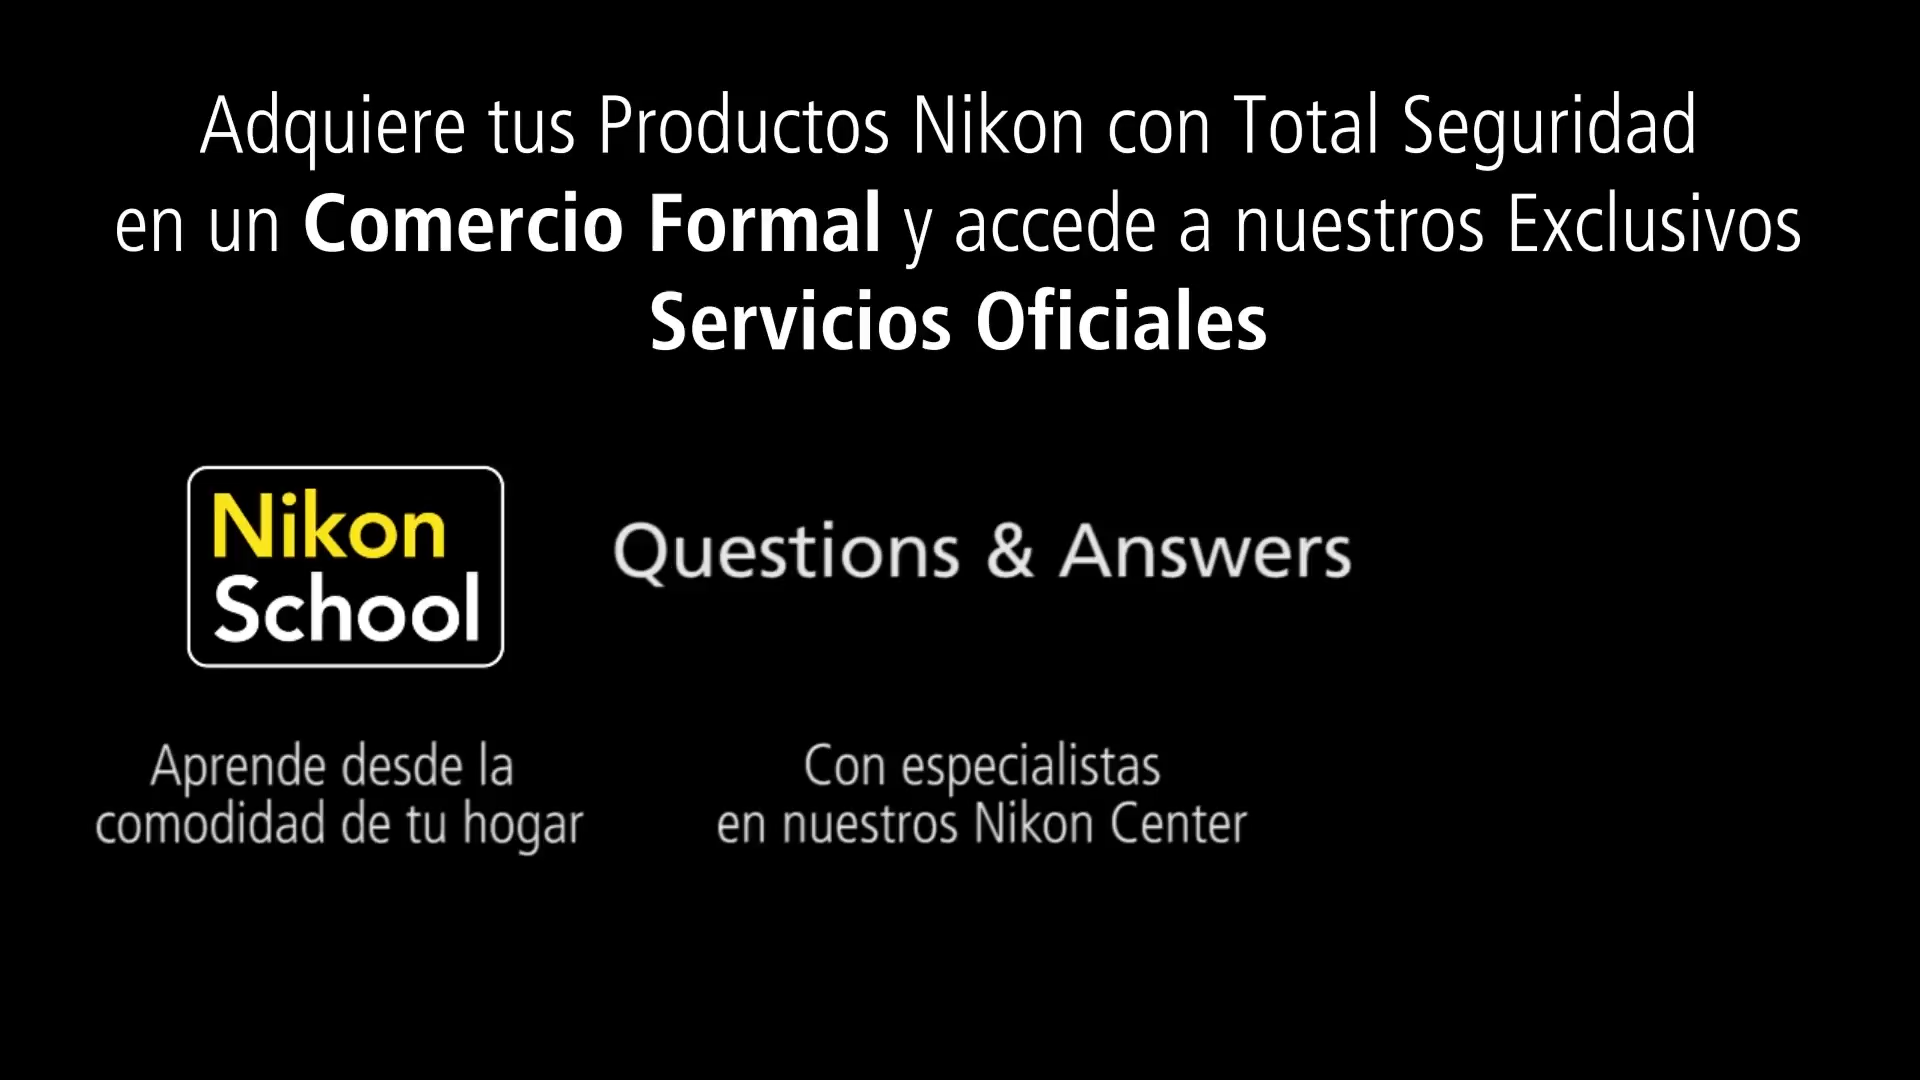 Adquiere tus Productos Nikon con Total Seguridad
en un Comercio Formal y accede a nuestros Exclusivos
Servicios Oficiales
Nikon
School
Questions & Answers
Aprende desde la
comodidad de tu hogar
Con especialistas
en nuestros Nikon Center